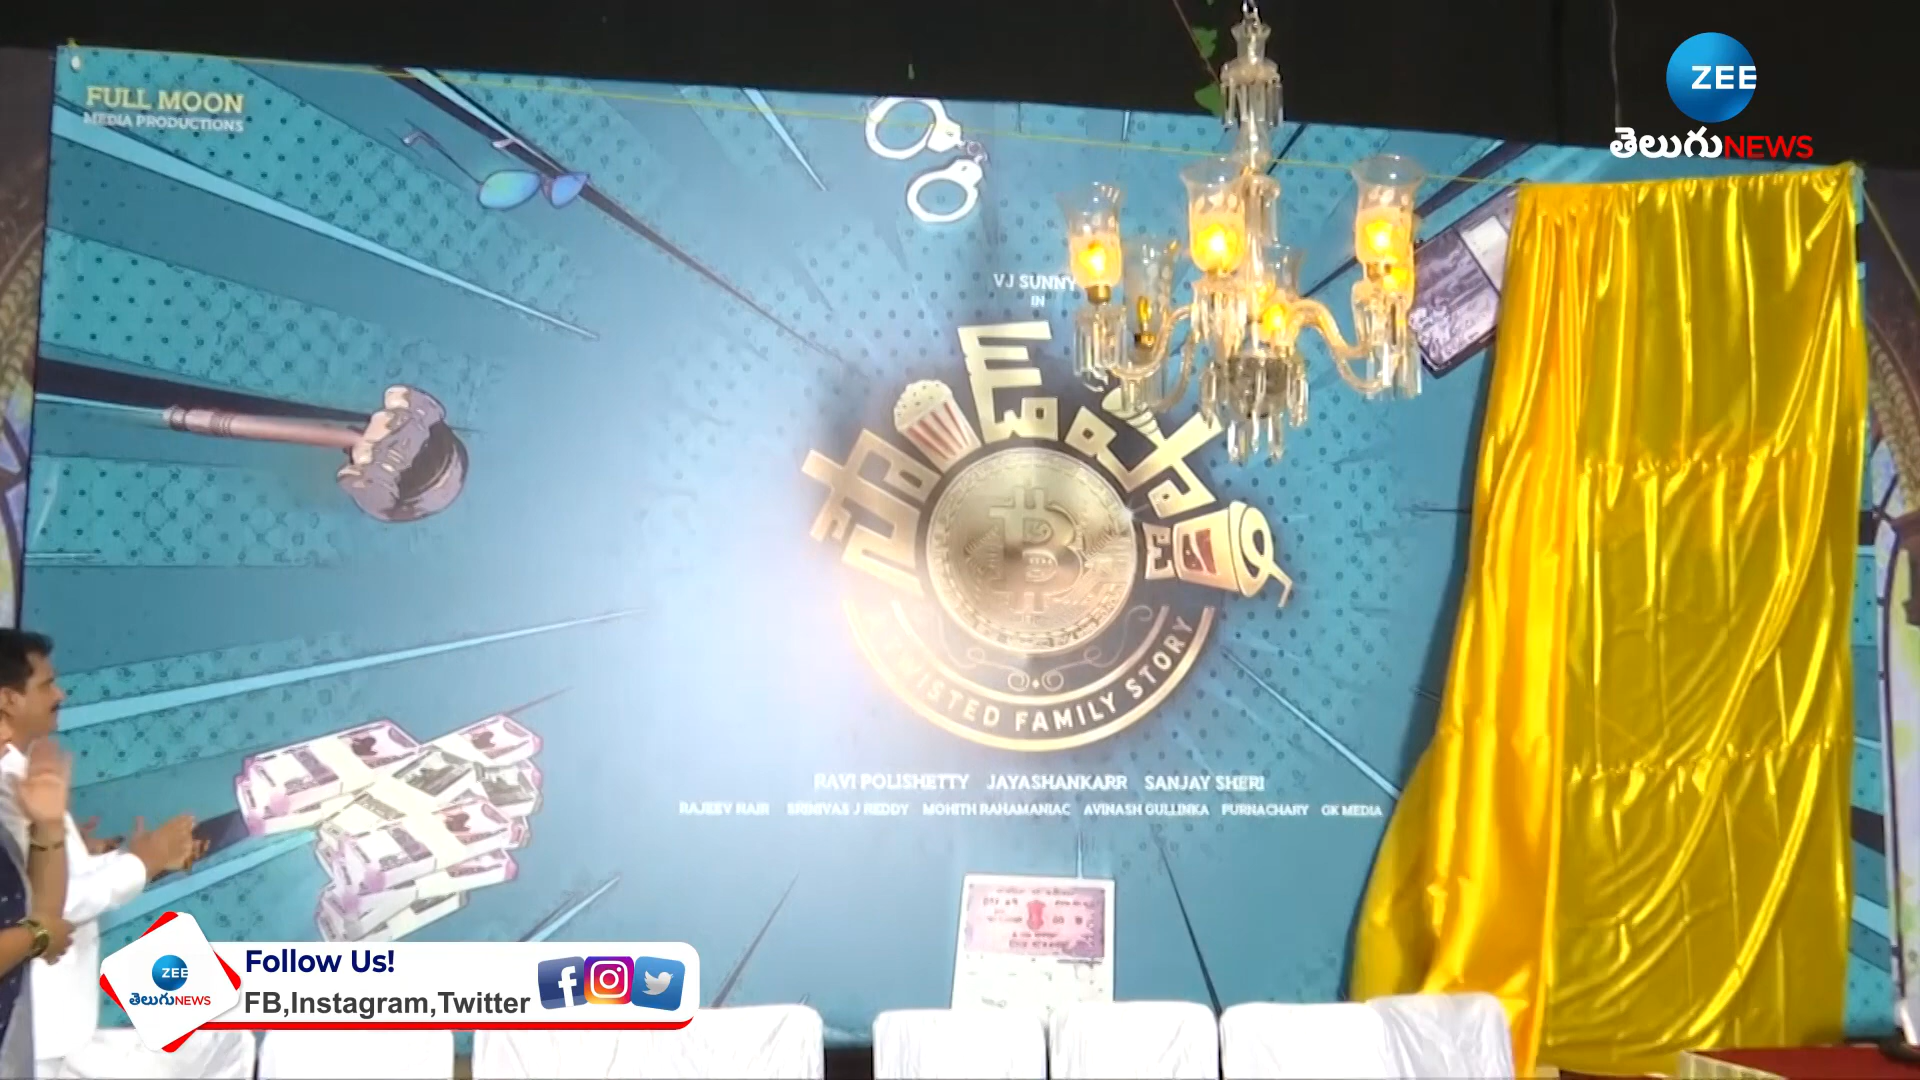 FULL MOON
MEDIA PRODUCTIONS
ZEE
తెలుగు NEWS
VJ SUNNY
IN
TWISTED FAMILY STORY
RAVI POLISHETTY JAYASHANKARR SANJAY SHERI
RAJEEV NAIR SRINIVAS J REDDY MOHITH RAHAMANIAC AVINASH GULLINKA PURNACHARY GK MEDIA
ZEE
తెలుగు NEWS
Follow Us!
FB,Instagram,Twitter